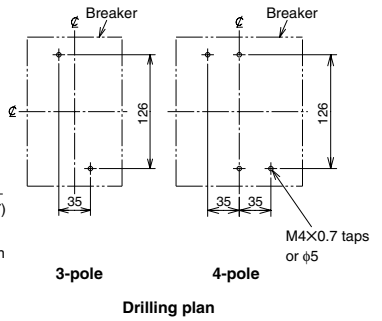 Breaker
Breaker
℄
℄
℄
126
126
35
35
35
)
n
M4×0.7 taps
or ϕ5
3-pole
4-pole
Drilling plan